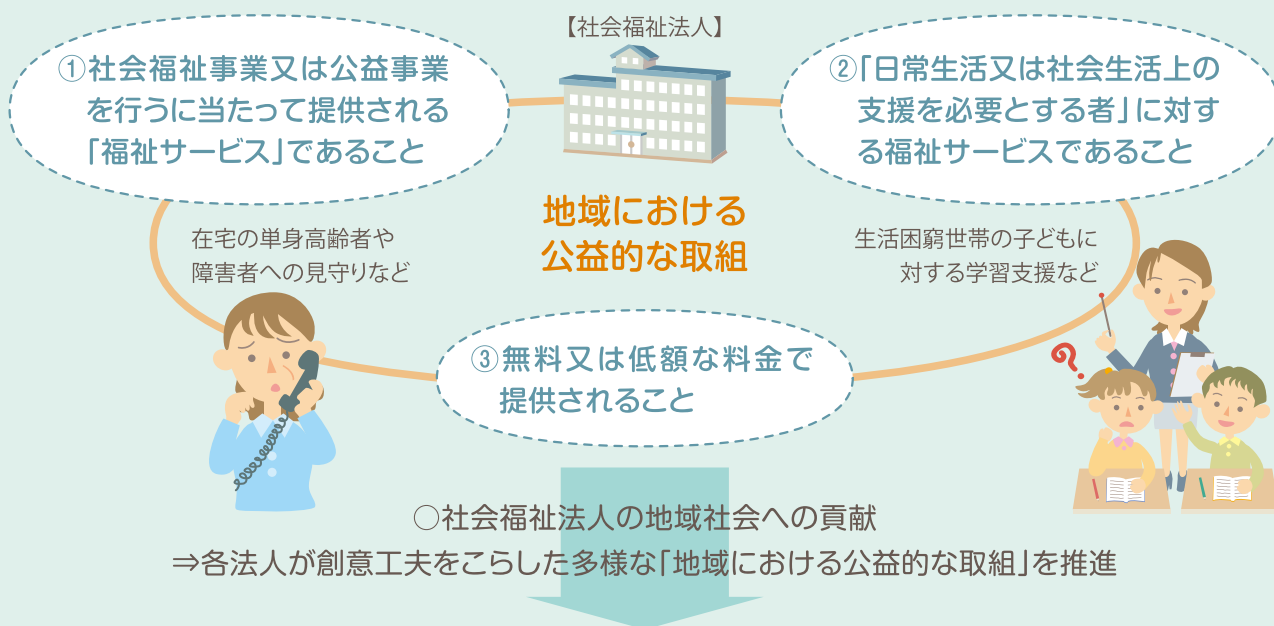 【社会福祉法人】
①社会福祉事業又は公益事業
を行うに当たって提供される
「福祉サービス」であること
②「日常生活又は社会生活上の
支援を必要とする者」に対す
る福祉サービスであること
地域における
公益的な取組
在宅の単身高齢者や
障害者への見守りなど
生活困窮世帯の子どもに
対する学習支援など
③無料又は低額な料金で
提供されること
○社会福祉法人の地域社会への貢献
⇒各法人が創意工夫をこらした多様な「地域における公益的な取組」を推進